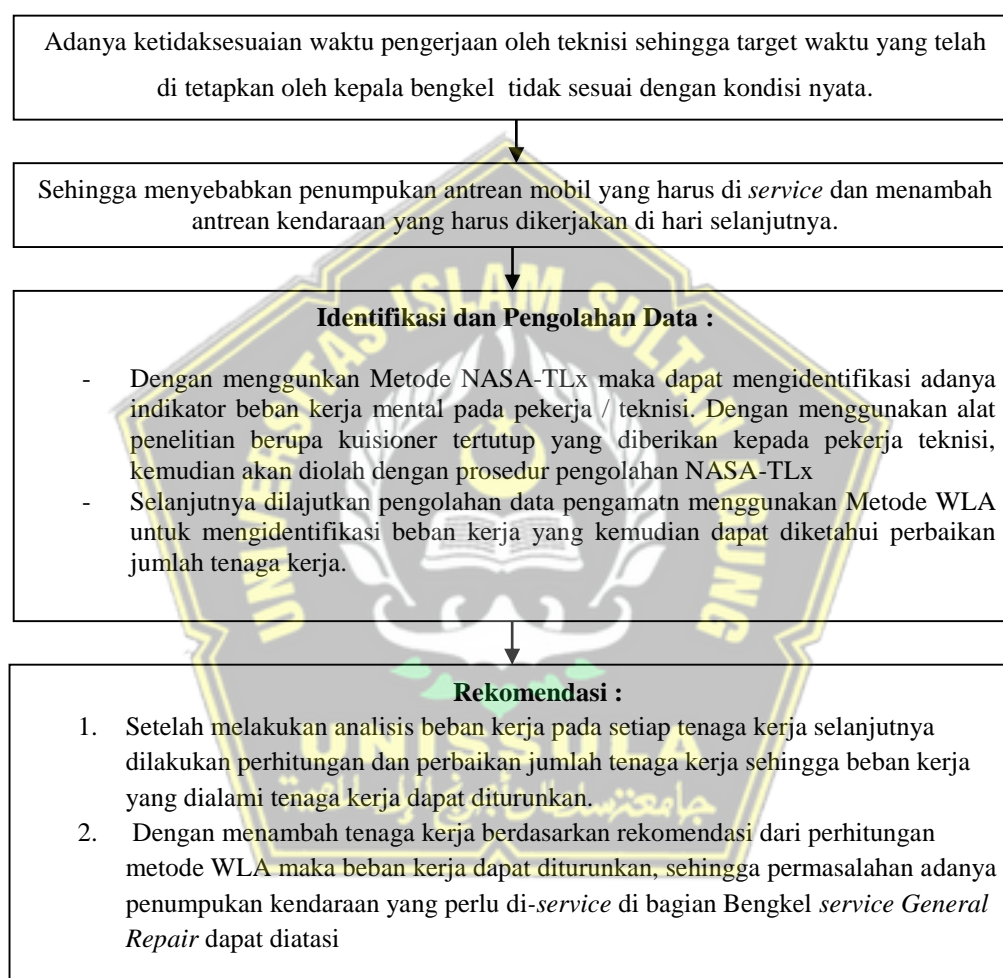 Adanya ketidaksesuaian waktu pengerjaan oleh teknisi sehingga target waktu yang telah
di tetapkan oleh kepala bengkel tidak sesuai dengan kondisi nyata.
Sehingga menyebabkan penumpukan antrean mobil yang harus di service dan menambah
antrean kendaraan yang harus dikerjakan di hari selanjutnya.
Identifikasi dan Pengolahan Data :
- Dengan menggunkan Metode NASA-TLx maka dapat mengidentifikasi adanya
indikator beban kerja mental pada pekerja / teknisi. Dengan menggunakan alat
penelitian berupa kuisioner tertutup yang diberikan kepada pekerja teknisi,
kemudian akan diolah dengan prosedur pengolahan NASA-TLx
- Selanjutnya dilajutkan pengolahan data pengamatn menggunakan Metode WLA
untuk mengidentifikasi beban kerja yang kemudian dapat diketahui perbaikan
jumlah tenaga kerja.
Rekomendasi :
1. Setelah melakukan analisis beban kerja pada setiap tenaga kerja selanjutnya
dilakukan perhitungan dan perbaikan jumlah tenaga kerja sehingga beban kerja
yang dialami tenaga kerja dapat diturunkan.
2. Dengan menambah tenaga kerja berdasarkan rekomendasi dari perhitungan
metode WLA maka beban kerja dapat diturunkan, sehingga permasalahan adanya
penumpukan kendaraan yang perlu di-service di bagian Bengkel service General
Repair dapat diatasi
UNIVERSITAS ISLAM SULTAN AGUNG
UNISSULA